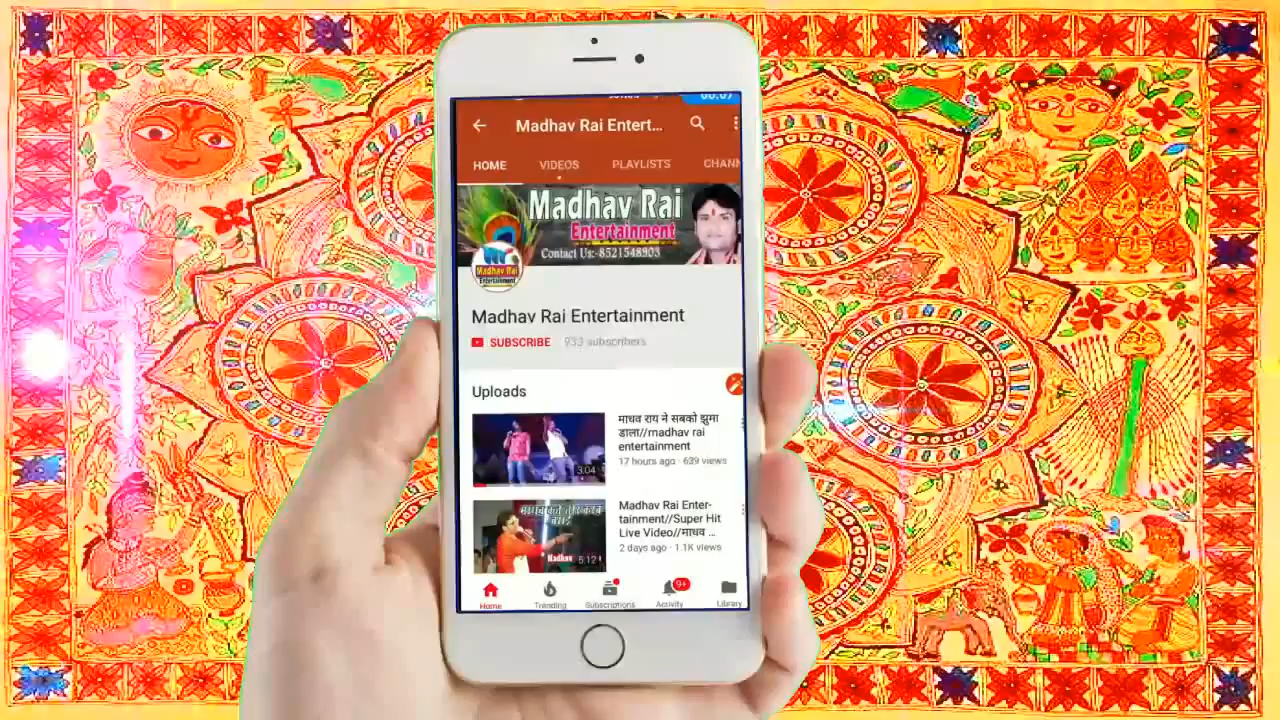 Madhav Rai Entert...
HOME VIDEOS PLAYLISTS CHANN
Madhav Rai
Entertainment
Contact Us:-8521548903
Madhav Rai
Entertainment
Madhav Rai Entertainment
SUBSCRIBE 933 subscribers
Uploads
माधव राय ने सबको झुमा
डाला//madhav rai
entertainment
17 hours ago · 639 views
3:04
Madhav Rai Enter-
tainment//Super Hit
Live Video//माधव ...
2 days ago · 1.1K views
Madhav
5:12
9+
Home Trending Subscriptions Activity Library